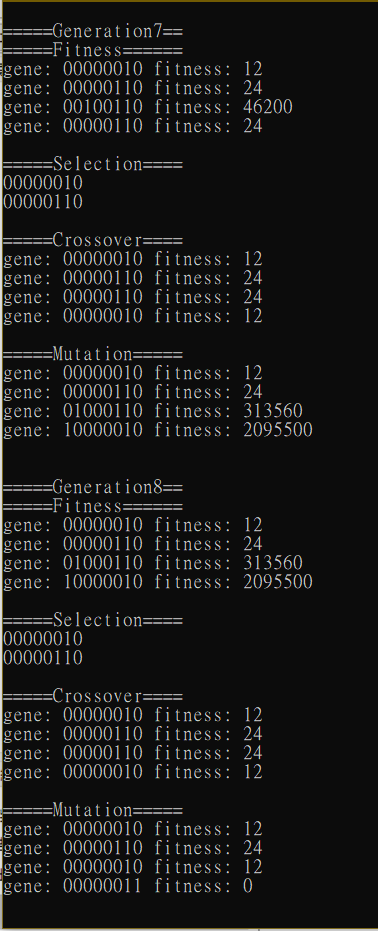 =====Generation7==
=====Fitness======
gene: 00000010 fitness: 12
gene: 00000110 fitness: 24
gene: 00100110 fitness: 46200
gene: 00000110 fitness: 24
=====Selection====
00000010
00000110
=====Crossover====
gene: 00000010 fitness: 12
gene: 00000110 fitness: 24
gene: 00000110 fitness: 24
gene: 00000010 fitness: 12
=====Mutation=====
gene: 00000010 fitness: 12
gene: 00000110 fitness: 24
gene: 01000110 fitness: 313560
gene: 10000010 fitness: 2095500
=====Generation8==
=====Fitness======
gene: 00000010 fitness: 12
gene: 00000110 fitness: 24
gene: 01000110 fitness: 313560
gene: 10000010 fitness: 2095500
=====Selection====
00000010
00000110
=====Crossover====
gene: 00000010 fitness: 12
gene: 00000110 fitness: 24
gene: 00000110 fitness: 24
gene: 00000010 fitness: 12
=====Mutation=====
gene: 00000010 fitness: 12
gene: 00000110 fitness: 24
gene: 00000010 fitness: 12
gene: 00000011 fitness: 0